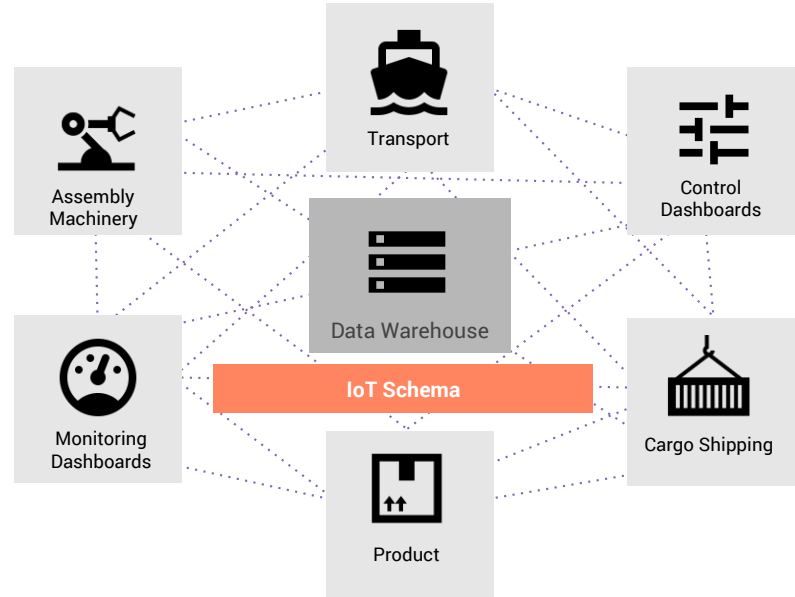 Transport
Assembly
Machinery
Control
Dashboards
Data Warehouse
IoT Schema
Monitoring
Dashboards
Cargo Shipping
Product